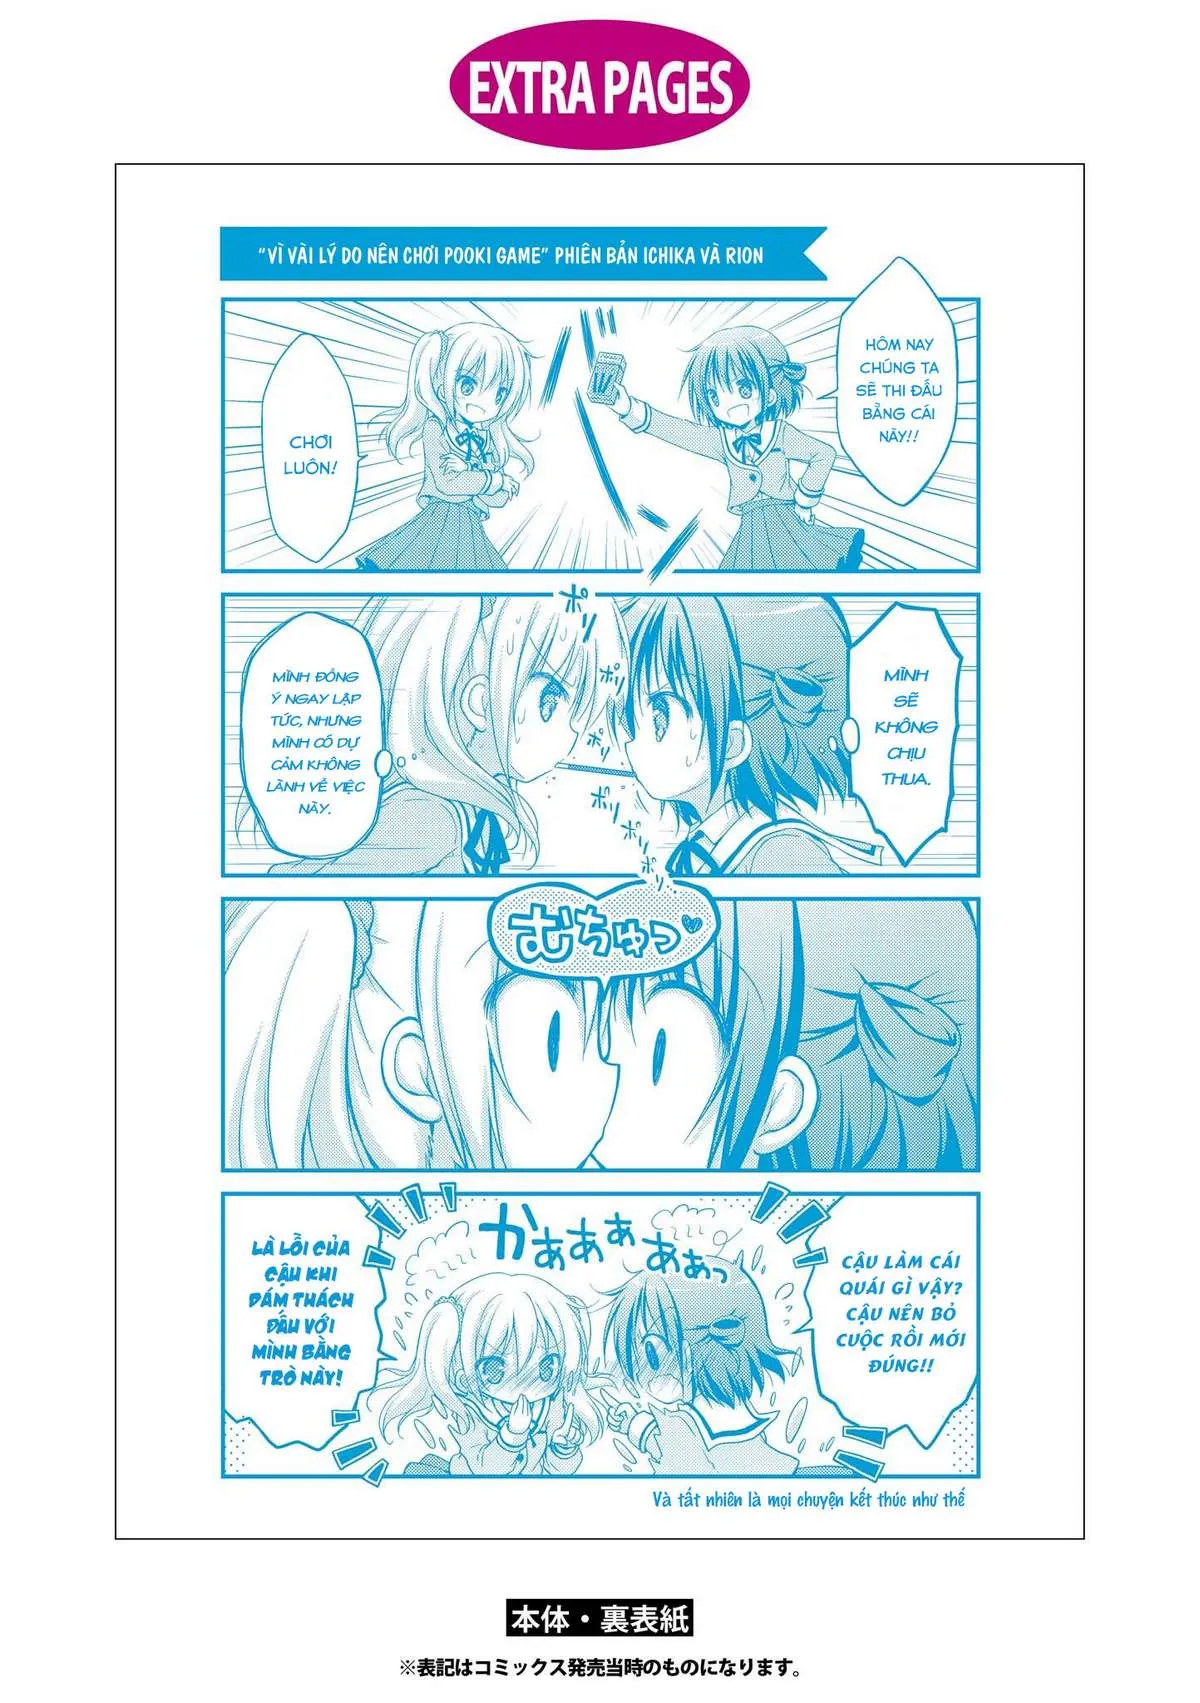 EXTRA PAGES
"VÌ VÀI LÝ DO NÊN CHƠI POOKI GAME" PHIÊN BẢN ICHIKA VÀ RION
HÔM NAY
CHÚNG TA
SẼ THI ĐẤU
BẰNG CÁI
NÀY!!
CHƠI
LUÔN!
MÌNH
SẼ
KHÔNG
CHỊU
THUA.
MÌNH ĐỒNG
Ý NGAY LẬP
TỨC, NHƯNG
MÌNH CÓ DỰ
CẢM KHÔNG
LÀNH VỀ VIỆC
NÀY.
ポリ
ポリ
ポリ
ポリ
ポリ
ポリ
むちゅっ♥
かぁあぁああぁっ
CẬU LÀM CÁI
QUÁI GÌ VẬY?
CẬU NÊN BỎ
CUỘC RỒI MỚI
ĐÚNG!!
LÀ LỖI CỦA
CẬU KHI
DÁM THÁCH
ĐẤU VỚI
MÌNH BẰNG
TRÒ NÀY!
Và tất nhiên là mọi chuyện kết thúc như thế
本体・裏表紙
※表記はコミックス発売当時のものになります。